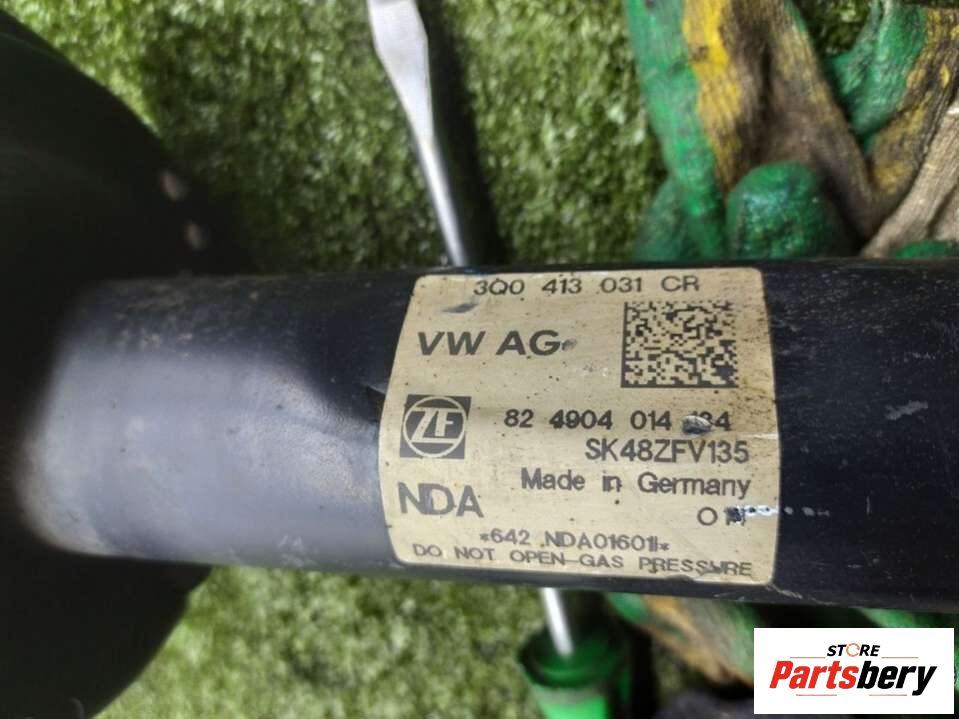 3Q0 413 031 CR
VW AG
ZF
82 4904 014
SK48ZFV135
Made in Germany
NDA
*642 NDA01601I*
DO NOT OPEN-GAS PRESSURE
STORE
Partsbery